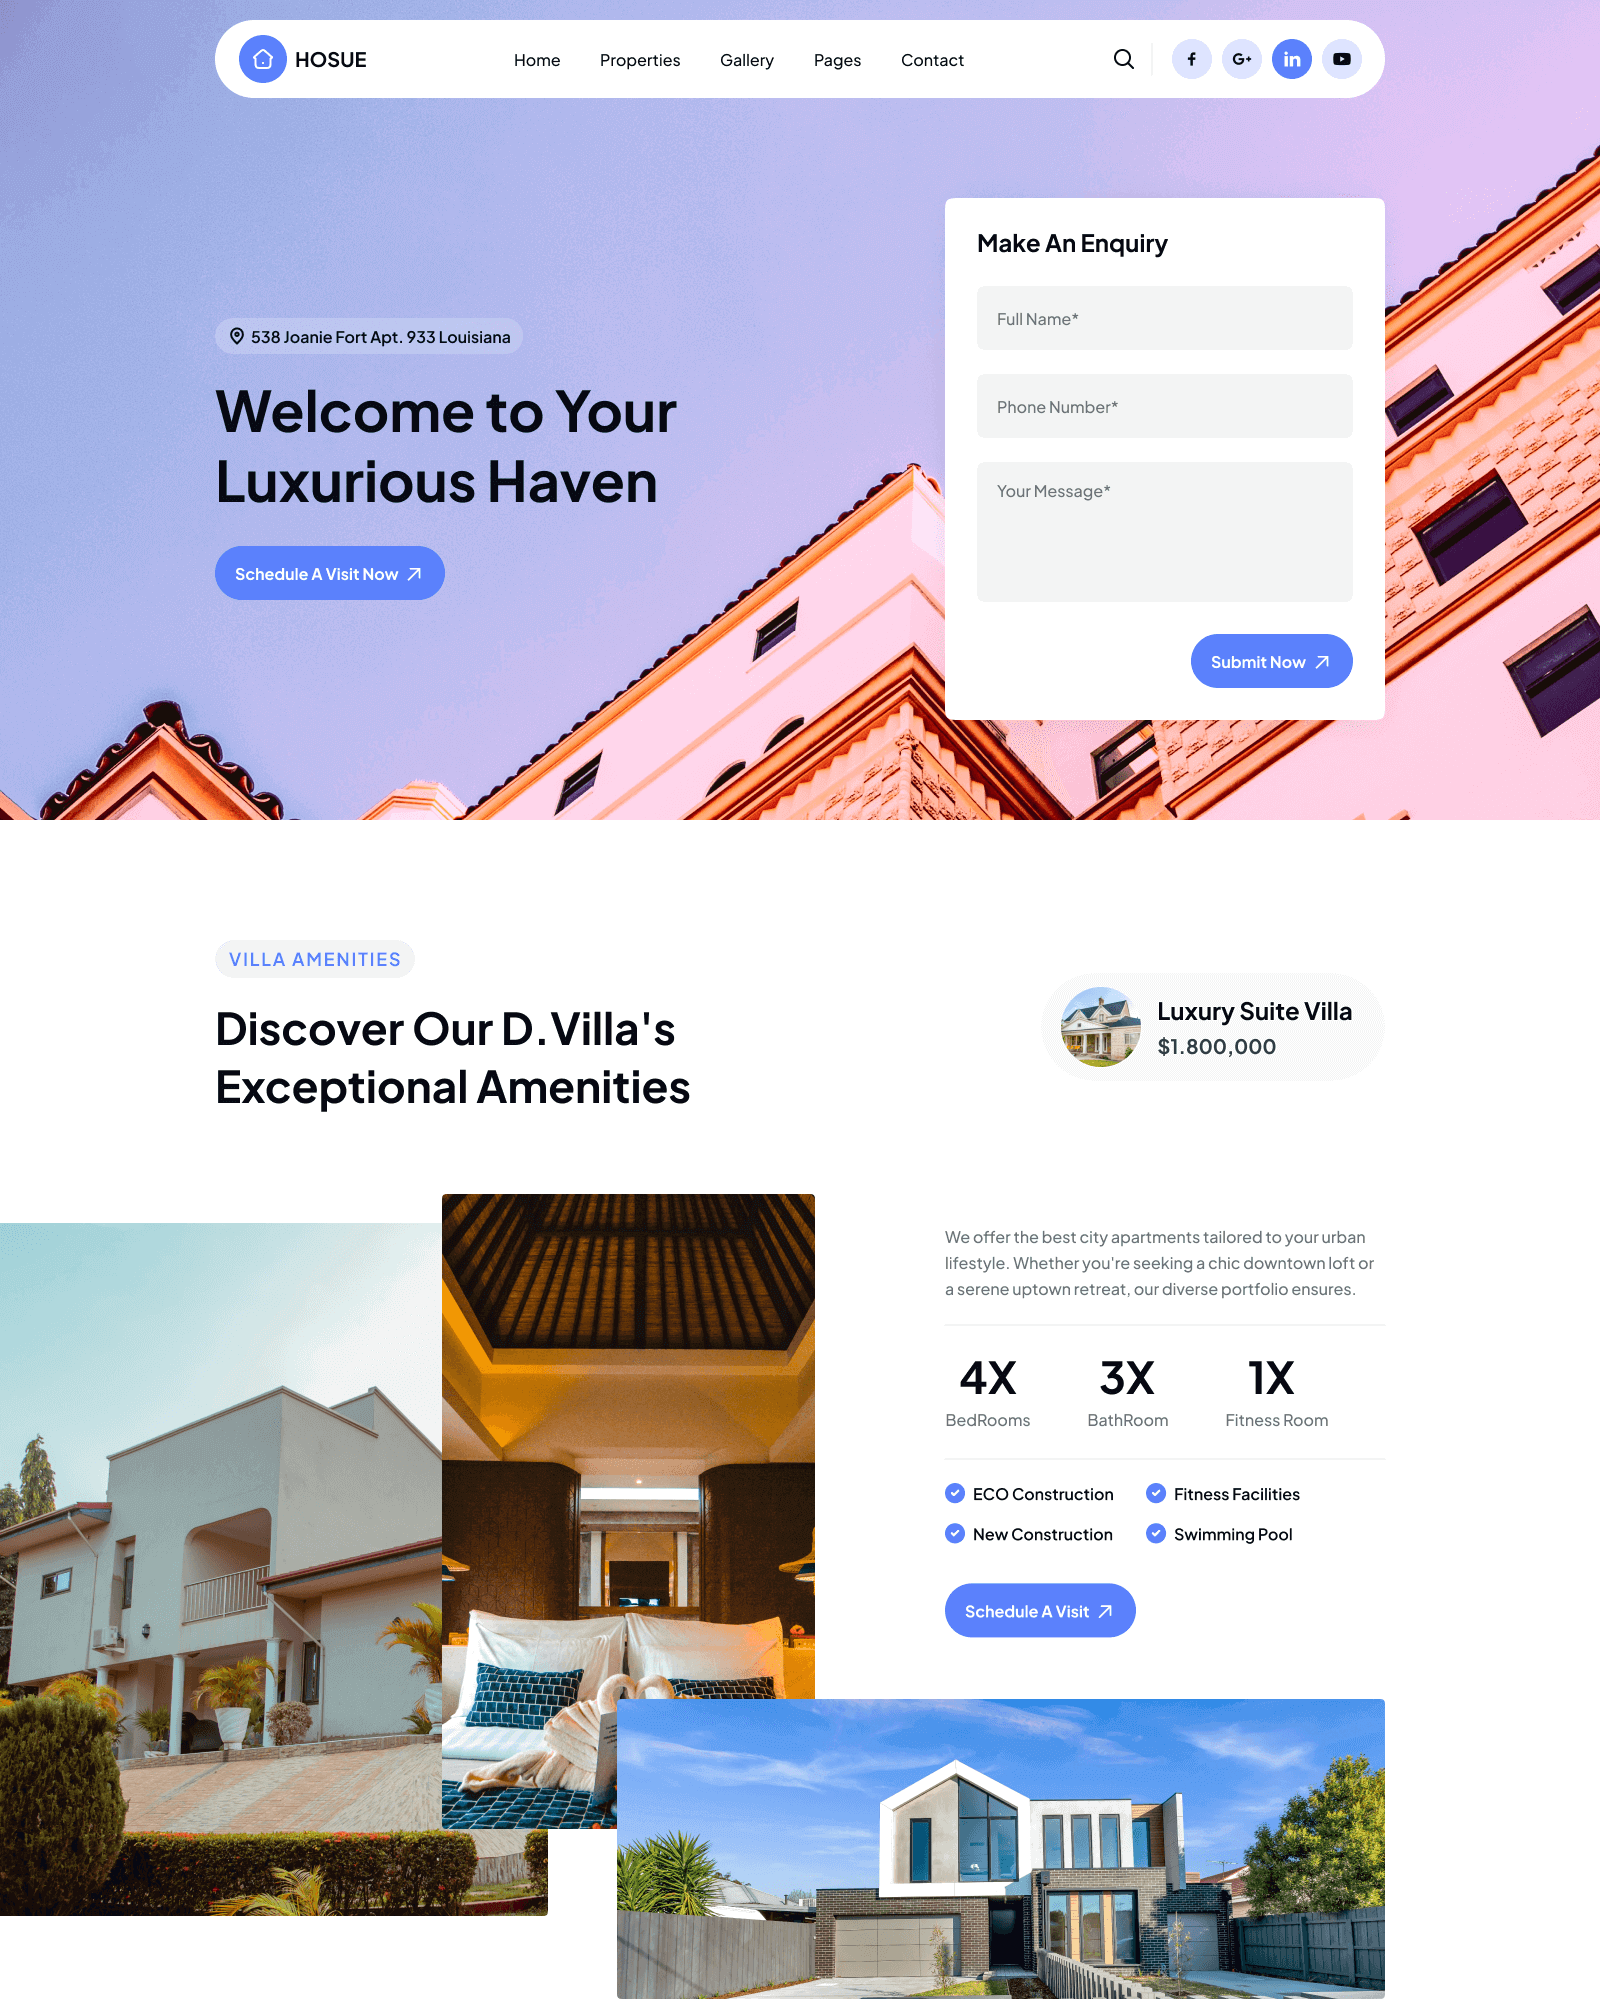 HOSUE
Home Properties Gallery Pages Contact
538 Joanie Fort Apt. 933 Louisiana
Welcome to Your
Luxurious Haven
Schedule A Visit Now
Make An Enquiry
Full Name*
Phone Number*
Your Message*
Submit Now
VILLA AMENITIES
Discover Our D.Villa's
Exceptional Amenities
Luxury Suite Villa
$1.800,000
We offer the best city apartments tailored to your urban
lifestyle. Whether you're seeking a chic downtown loft or
a serene uptown retreat, our diverse portfolio ensures.
4X 3X 1X
BedRooms BathRoom Fitness Room
ECO Construction Fitness Facilities
New Construction Swimming Pool
Schedule A Visit